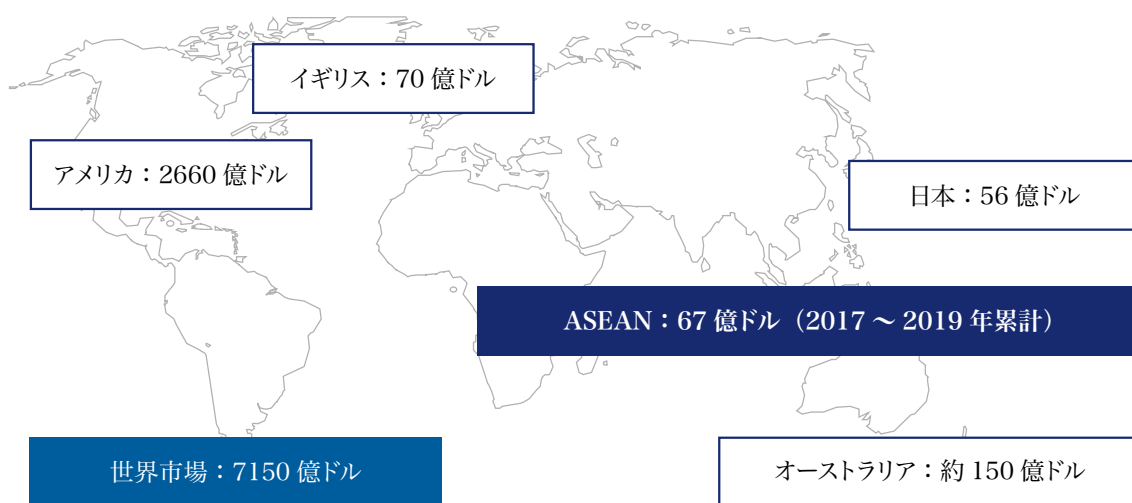 イギリス：70 億ドル
アメリカ：2660 億ドル
日本：56 億ドル
ASEAN：67 億ドル（2017 ～ 2019 年累計）
世界市場：7150 億ドル
オーストラリア：約 150 億ドル